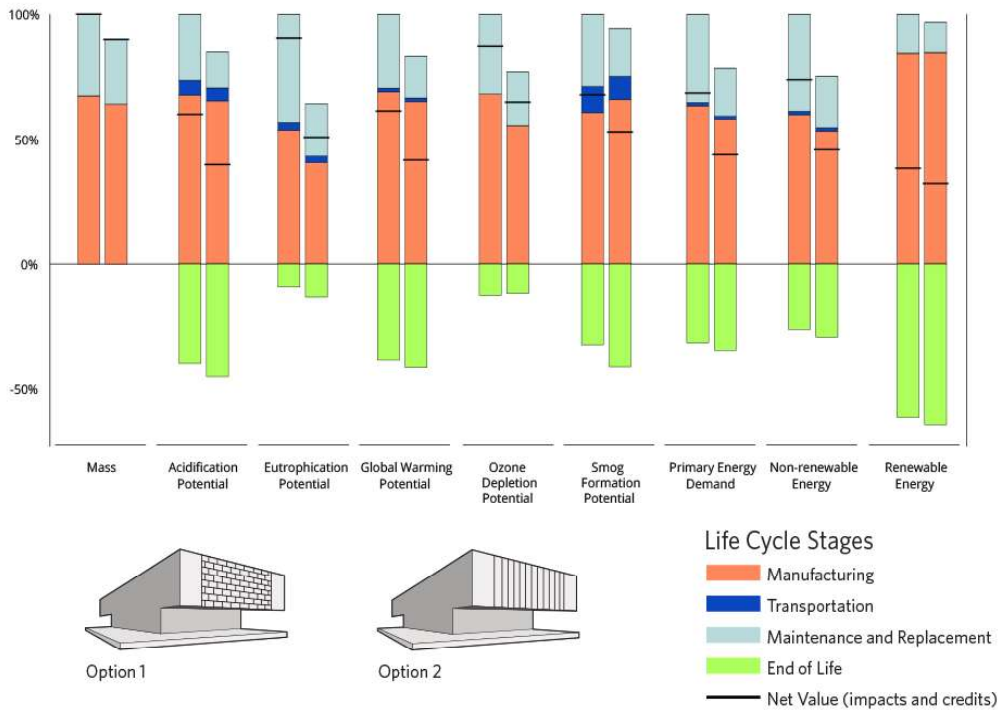 100%
50%
0%
-50%
Mass
Acidification
Potential
Eutrophication
Potential
Global Warming
Potential
Ozone
Depletion
Potential
Smog
Formation
Potential
Primary Energy
Demand
Non-renewable
Energy
Renewable
Energy
Option 1
Option 2
Life Cycle Stages
Manufacturing
Transportation
Maintenance and Replacement
End of Life
Net Value (impacts and credits)